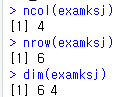 > ncol(examksj)
[1] 4
> nrow(examksj)
[1] 6
> dim(examksj)
[1] 6 4